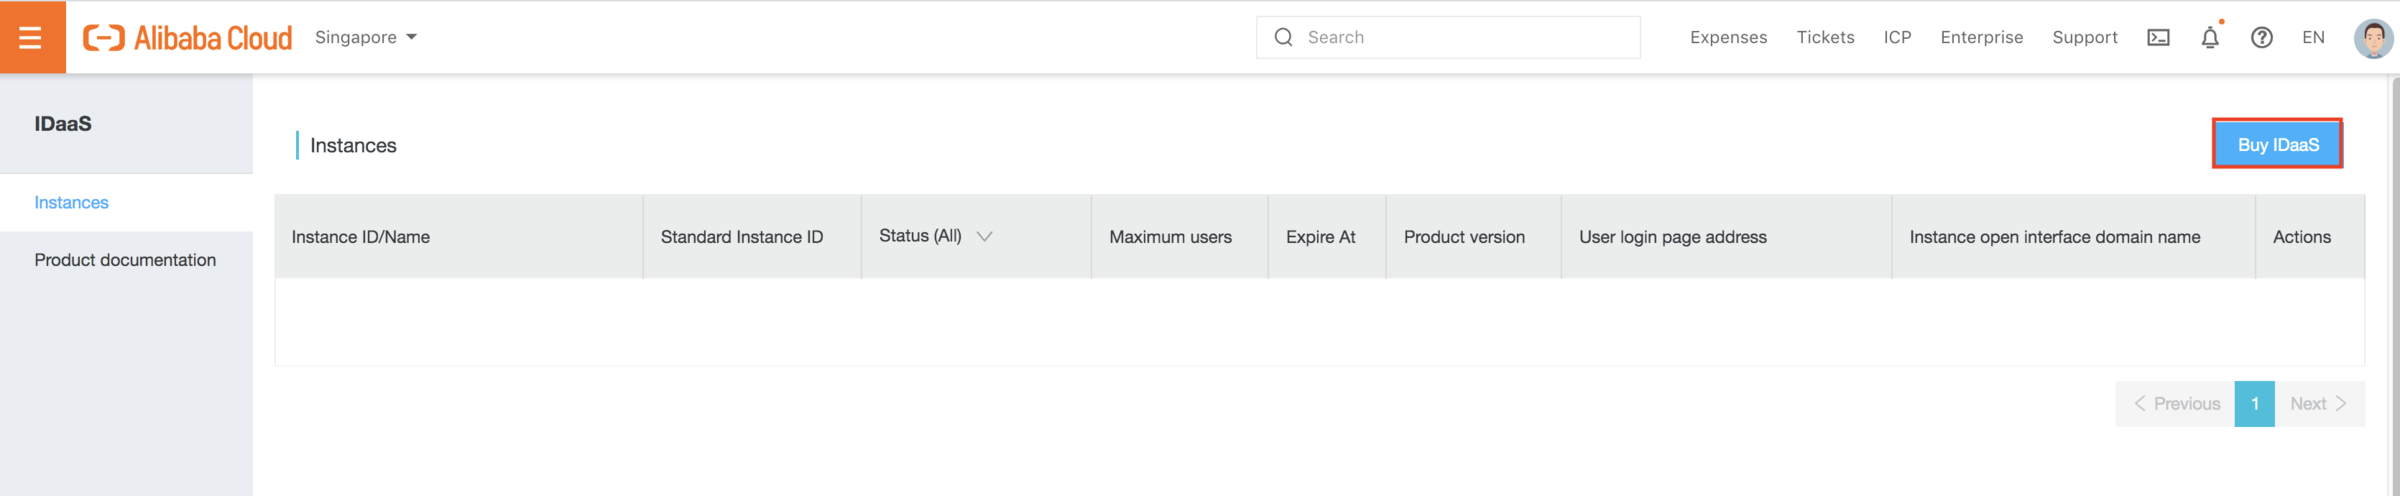 Alibaba Cloud Singapore Search Expenses Tickets ICP Enterprise Support EN
IDaaS
Instances
Product documentation
Instances Buy IDaaS
Instance ID/Name Standard Instance ID Status (All) Maximum users Expire At Product version User login page address Instance open interface domain name Actions
Previous 1 Next